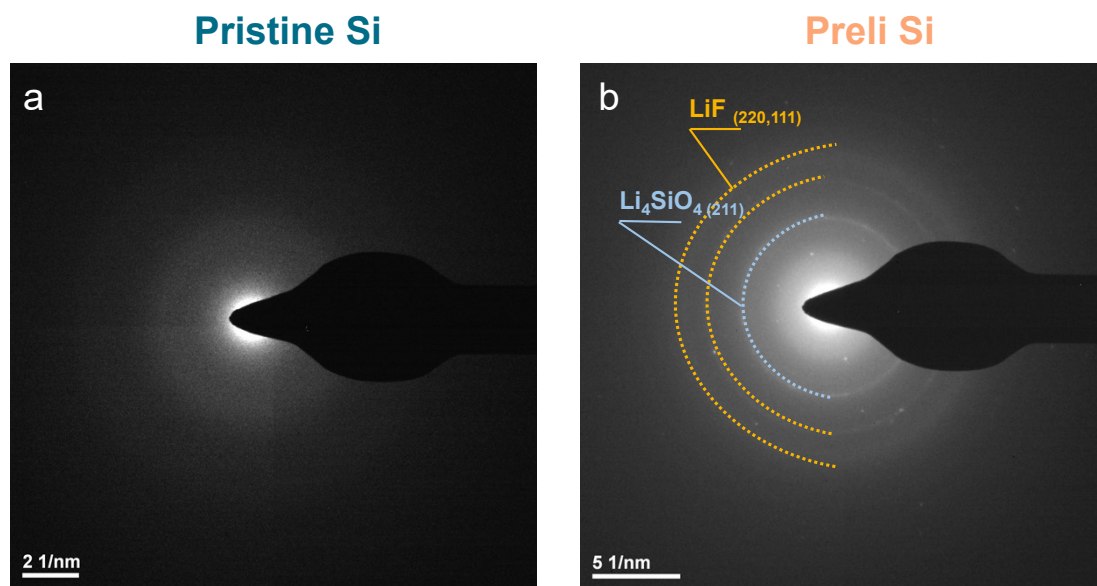 Pristine Si
Preli Si
a
b
LiF (220,111)
Li₄SiO₄ (211)
2 1/nm
5 1/nm